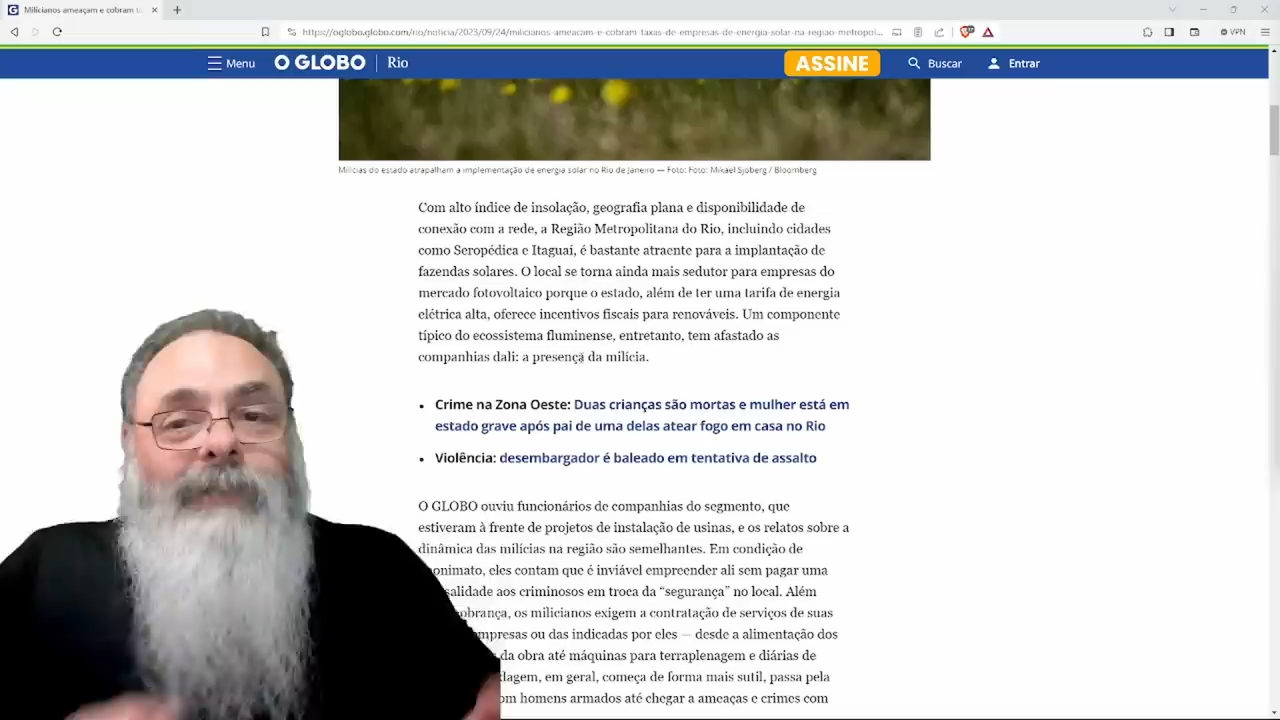 Milicianos ameaçam e cobram ta
https://oglobo.globo.com/rio/noticia/2023/09/24/milicianos-ameacam-e-cobram-taxas-de-empresas-de-energia-solar-na-regiao-metropol...
VPN
Menu
O GLOBO
Rio
ASSINE
Buscar
Entrar
Milícias do estado atrapalham a implementação de energia solar no Rio de Janeiro — Foto: Foto: Mikael Sjoberg / Bloomberg
Com alto índice de insolação, geografia plana e disponibilidade de
conexão com a rede, a Região Metropolitana do Rio, incluindo cidades
como Seropédica e Itaguaí, é bastante atraente para a implantação de
fazendas solares. O local se torna ainda mais sedutor para empresas do
mercado fotovoltaico porque o estado, além de ter uma tarifa de energia
elétrica alta, oferece incentivos fiscais para renováveis. Um componente
típico do ecossistema fluminense, entretanto, tem afastado as
companhias dali: a presença da milícia.
• Crime na Zona Oeste: Duas crianças são mortas e mulher está em
estado grave após pai de uma delas atear fogo em casa no Rio
• Violência: desembargador é baleado em tentativa de assalto
O GLOBO ouviu funcionários de companhias do segmento, que
estiveram à frente de projetos de instalação de usinas, e os relatos sobre a
dinâmica das milícias na região são semelhantes. Em condição de
eles contam que é inviável empreender ali sem pagar uma
aos criminosos em troca da “segurança” no local. Além
os milicianos exigem a contratação de serviços de suas
ou das indicadas por eles — desde a alimentação dos
da obra até máquinas para terraplenagem e diárias de
em geral, começa de forma mais sutil, passa pela
homens armados até chegar a ameaças e crimes com